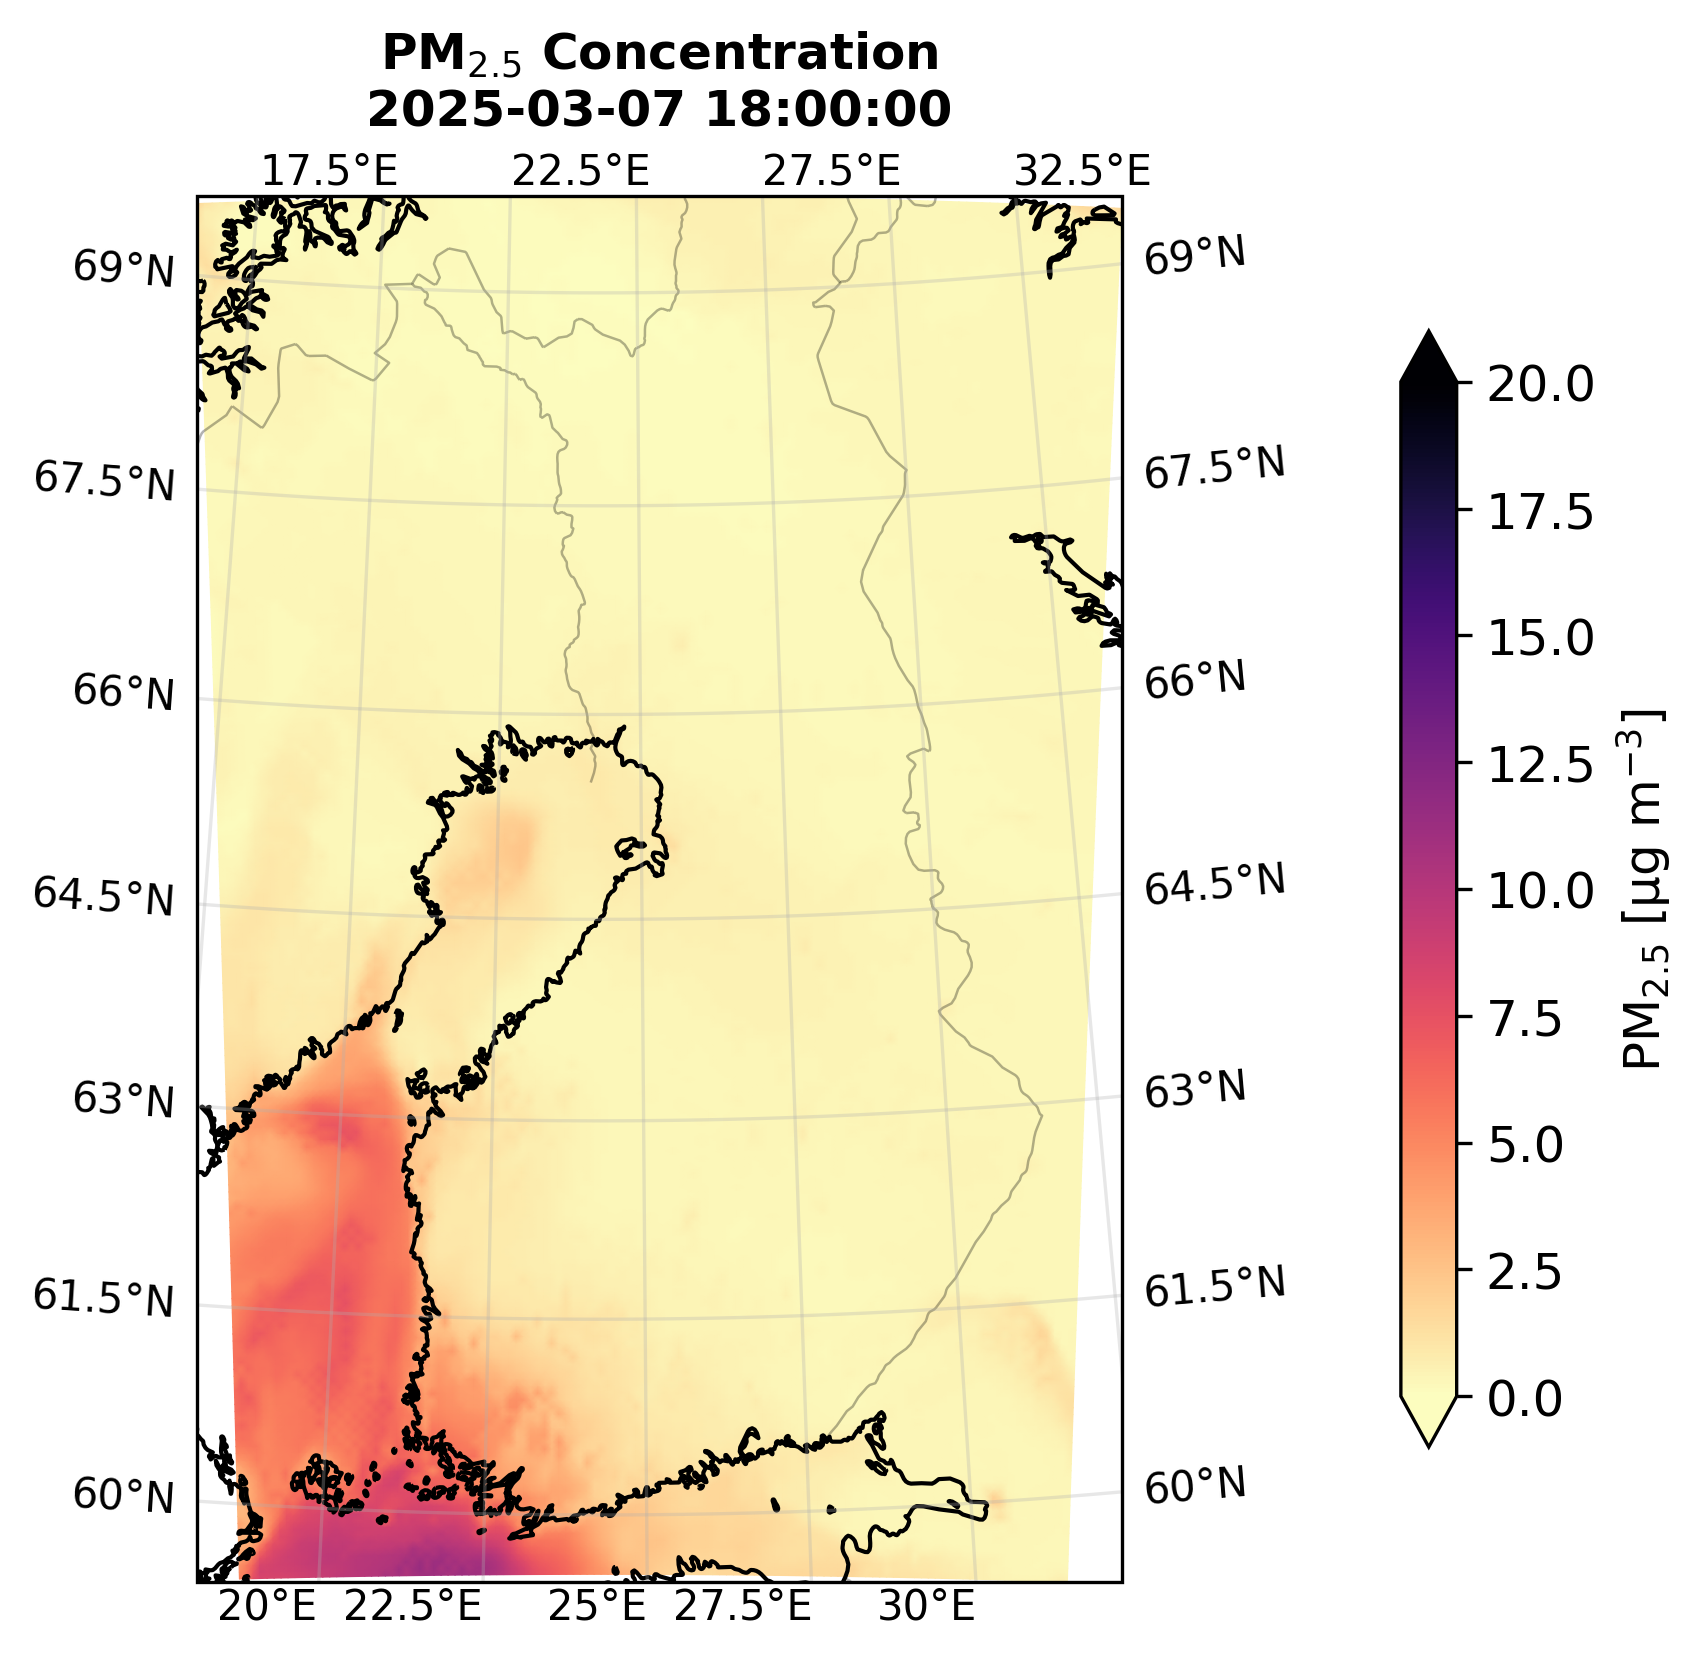 PM2.5 Concentration
2025-03-07 18:00:00
17.5°E 22.5°E 27.5°E 32.5°E
69°N 69°N
67.5°N 67.5°N
66°N 66°N
64.5°N 64.5°N
63°N 63°N
61.5°N 61.5°N
60°N 60°N
20°E 22.5°E 25°E 27.5°E 30°E
20.0
17.5
15.0
12.5
10.0
7.5
5.0
2.5
0.0
PM2.5 [µg m−3]